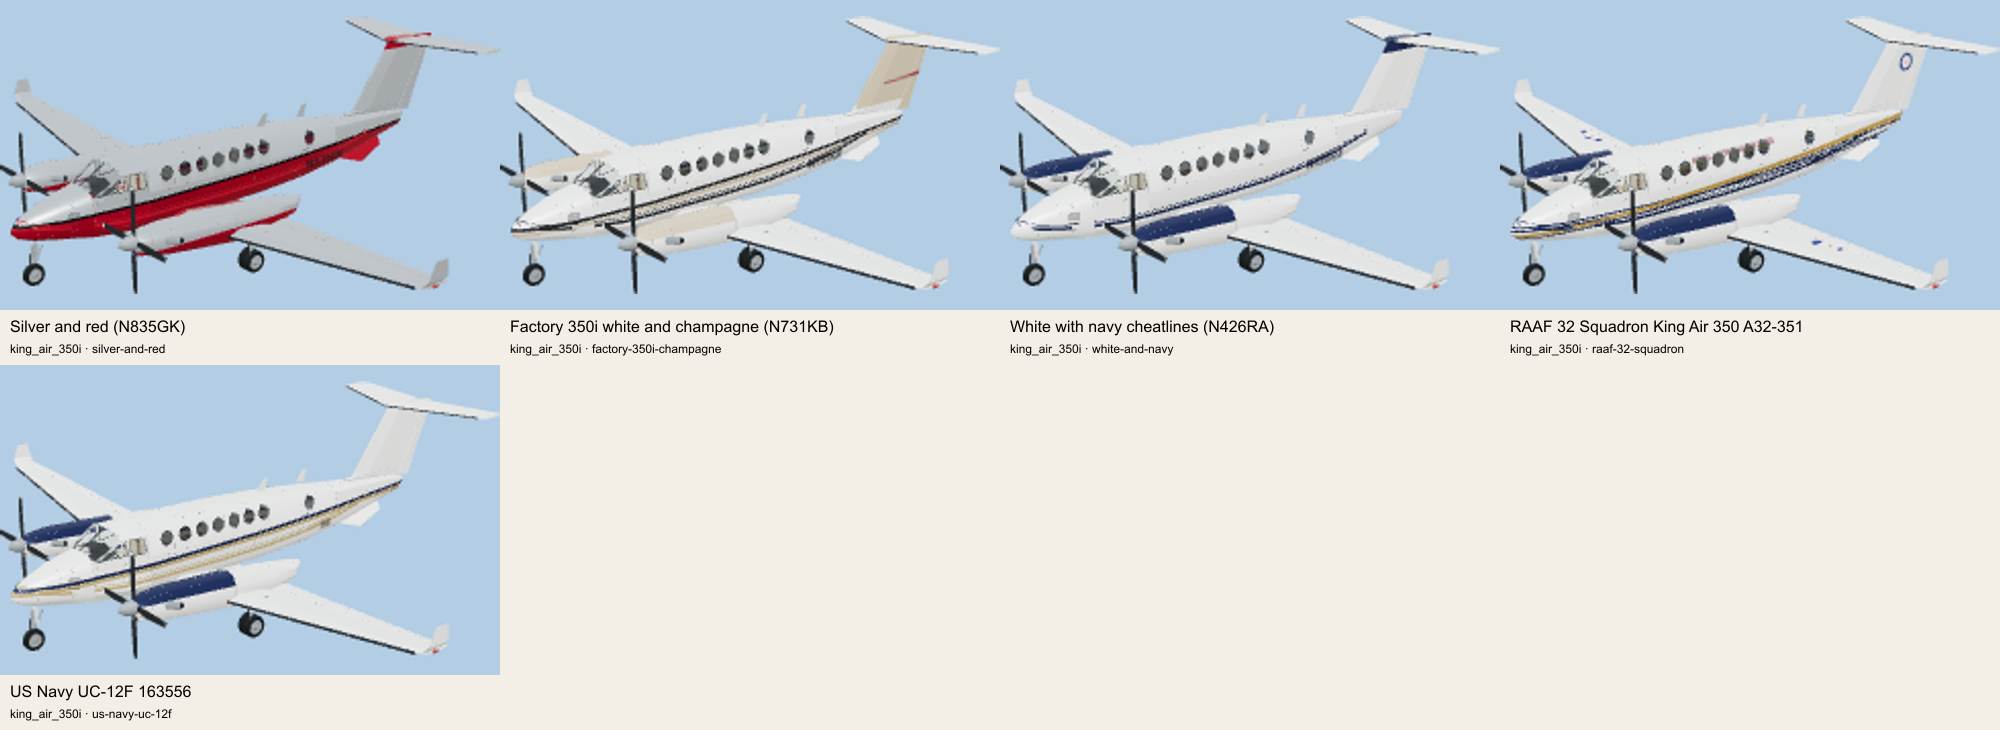 Silver and red (N835GK)
king_air_350i · silver-and-red
Factory 350i white and champagne (N731KB)
king_air_350i · factory-350i-champagne
White with navy cheatlines (N426RA)
king_air_350i · white-and-navy
RAAF 32 Squadron King Air 350 A32-351
king_air_350i · raaf-32-squadron
US Navy UC-12F 163556
king_air_350i · us-navy-uc-12f